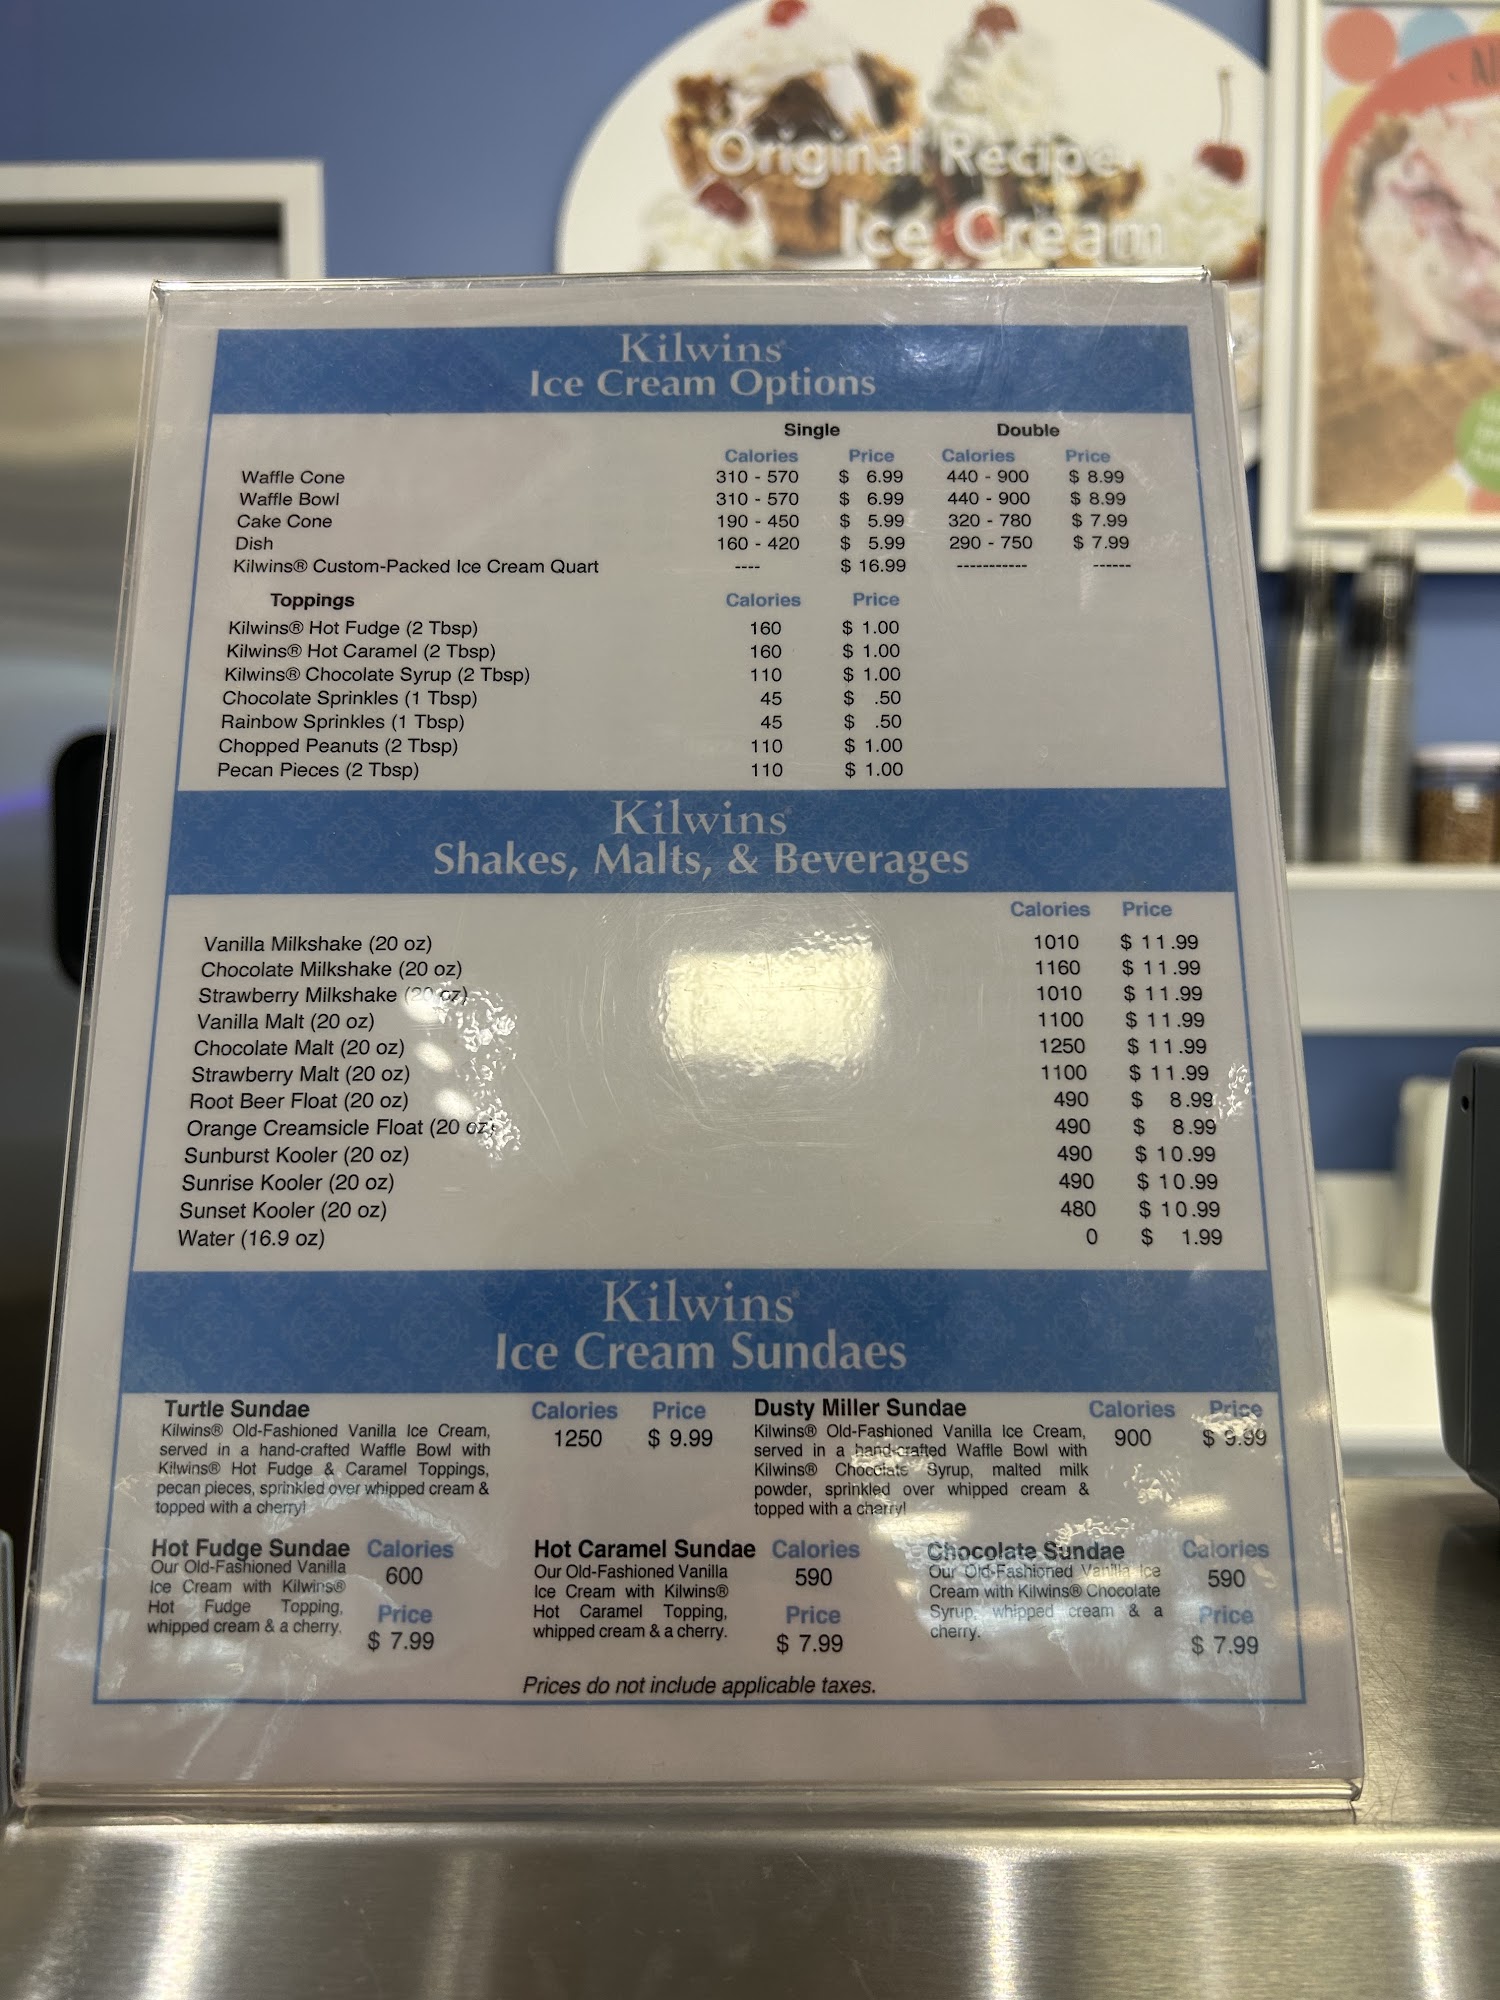 Original Recipe
Ice Cream
Kilwins
Ice Cream Options
Single Double
Calories Price Calories Price
Waffle Cone 310 - 570 $ 6.99 440 - 900 $ 8.99
Waffle Bowl 310 - 570 $ 6.99 440 - 900 $ 8.99
Cake Cone 190 - 450 $ 5.99 320 - 780 $ 7.99
Dish 160 - 420 $ 5.99 290 - 750 $ 7.99
Kilwins® Custom-Packed Ice Cream Quart ---- $ 16.99 ----------- ------
Toppings Calories Price
Kilwins® Hot Fudge (2 Tbsp) 160 $ 1.00
Kilwins® Hot Caramel (2 Tbsp) 160 $ 1.00
Kilwins® Chocolate Syrup (2 Tbsp) 110 $ 1.00
Chocolate Sprinkles (1 Tbsp) 45 $ .50
Rainbow Sprinkles (1 Tbsp) 45 $ .50
Chopped Peanuts (2 Tbsp) 110 $ 1.00
Pecan Pieces (2 Tbsp) 110 $ 1.00
Kilwins
Shakes, Malts, & Beverages
Calories Price
Vanilla Milkshake (20 oz) 1010 $ 11.99
Chocolate Milkshake (20 oz) 1160 $ 11.99
Strawberry Milkshake (20 oz) 1010 $ 11.99
Vanilla Malt (20 oz) 1100 $ 11.99
Chocolate Malt (20 oz) 1250 $ 11.99
Strawberry Malt (20 oz) 1100 $ 11.99
Root Beer Float (20 oz) 490 $ 8.99
Orange Creamsicle Float (20 oz) 490 $ 8.99
Sunburst Kooler (20 oz) 490 $ 10.99
Sunrise Kooler (20 oz) 490 $ 10.99
Sunset Kooler (20 oz) 480 $ 10.99
Water (16.9 oz) 0 $ 1.99
Kilwins
Ice Cream Sundaes
Turtle Sundae Calories Price
Kilwins® Old-Fashioned Vanilla Ice Cream, 1250 $ 9.99
served in a hand-crafted Waffle Bowl with
Kilwins® Hot Fudge & Caramel Toppings,
pecan pieces, sprinkled over whipped cream &
topped with a cherry!
Dusty Miller Sundae Calories Price
Kilwins® Old-Fashioned Vanilla Ice Cream, 900 $ 9.99
served in a hand-crafted Waffle Bowl with
Kilwins® Chocolate Syrup, malted milk
powder, sprinkled over whipped cream &
topped with a cherry!
Hot Fudge Sundae Calories
Our Old-Fashioned Vanilla 600
Ice Cream with Kilwins®
Hot Fudge Topping, Price
whipped cream & a cherry. $ 7.99
Hot Caramel Sundae Calories
Our Old-Fashioned Vanilla 590
Ice Cream with Kilwins®
Hot Caramel Topping, Price
whipped cream & a cherry. $ 7.99
Chocolate Sundae Calories
Our Old-Fashioned Vanilla Ice 590
Cream with Kilwins® Chocolate
Syrup, whipped cream & a Price
cherry. $ 7.99
Prices do not include applicable taxes.